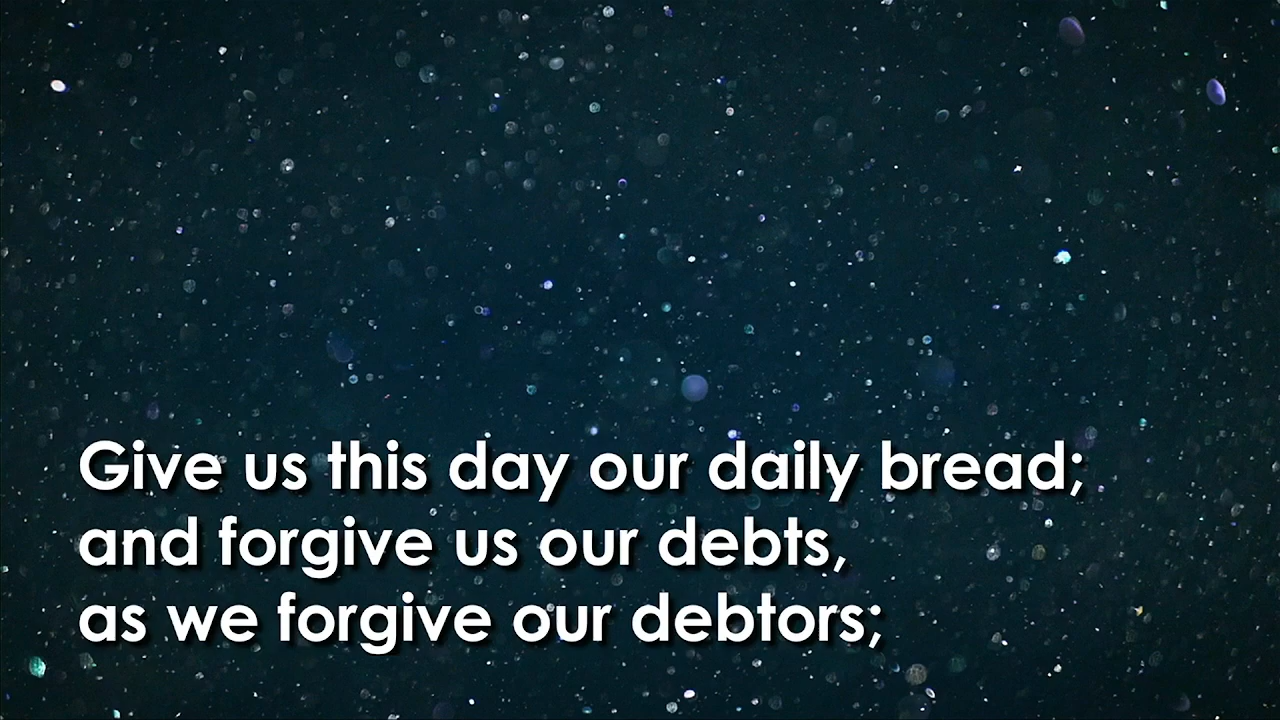 Give us this day our daily bread;
and forgive us our debts,
as we forgive our debtors;